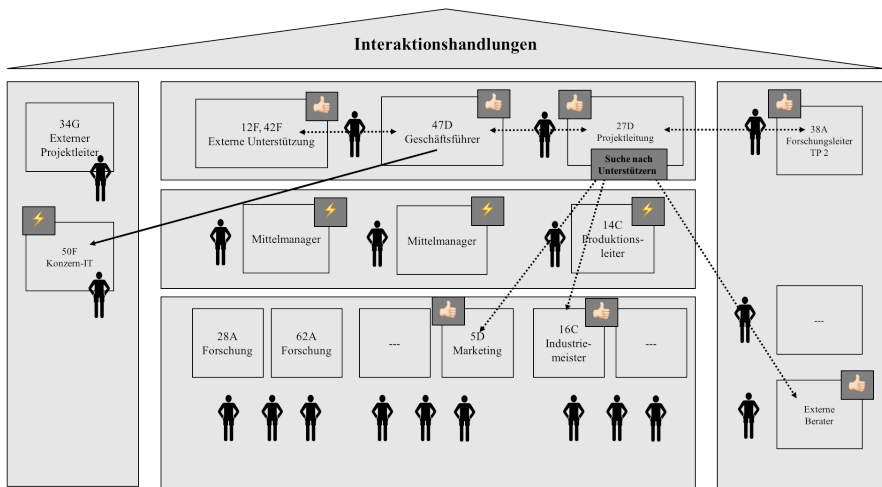 Interaktionshandlungen
34G
Externer
Projektleiter
50F
Konzern-IT
12F, 42F
Externe Unterstützung
47D
Geschäftsführer
27D
Projektleitung
Suche nach
Unterstützern
Mittelmanager
Mittelmanager
14C
Produktions-
leiter
28A
Forschung
62A
Forschung
---
5D
Marketing
16C
Industrie-
meister
---
38A
Forschungsleiter
TP 2
---
Externe
Berater